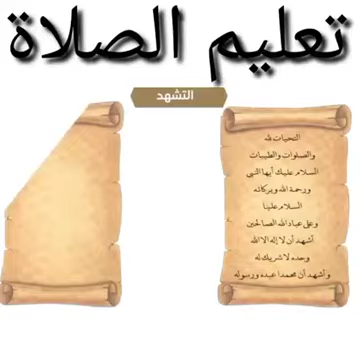 تعليم الصلاة
التشهد
التحيات لله
والصلوات والطيبات
السلام عليك أيها النبي
ورحمة الله وبركاته
السلام علينا
وعلى عباد الله الصالحين
أشهد أن لا إله إلا الله
وحده لا شريك له
وأشهد أن محمدا عبده ورسوله